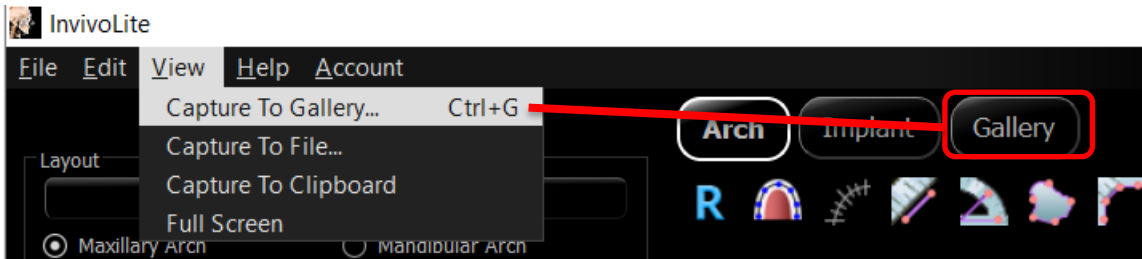 InvivoLite
File Edit View Help Account
Capture To Gallery... Ctrl+G
Capture To File...
Capture To Clipboard
Full Screen
Arch Implant Gallery
R
Layout
Maxillary Arch Mandibular Arch